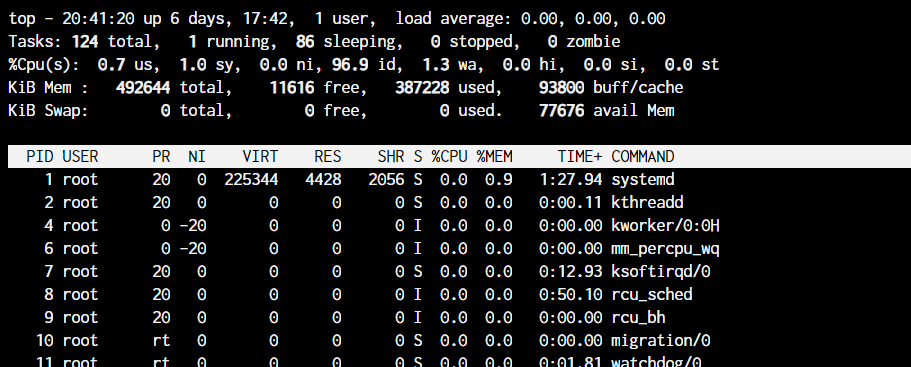 top - 20:41:20 up 6 days, 17:42,  1 user,  load average: 0.00, 0.00, 0.00
Tasks: 124 total,   1 running,  86 sleeping,   0 stopped,   0 zombie
%Cpu(s):  0.7 us,  1.0 sy,  0.0 ni, 96.9 id,  1.3 wa,  0.0 hi,  0.0 si,  0.0 st
KiB Mem :   492644 total,    11616 free,   387228 used,    93800 buff/cache
KiB Swap:        0 total,        0 free,        0 used.    77676 avail Mem
  PID USER      PR  NI    VIRT    RES    SHR S %CPU %MEM     TIME+ COMMAND
    1 root      20   0  225344   4428   2056 S  0.0  0.9   1:27.94 systemd
    2 root      20   0       0      0      0 S  0.0  0.0   0:00.11 kthreadd
    4 root       0 -20       0      0      0 I  0.0  0.0   0:00.00 kworker/0:0H
    6 root       0 -20       0      0      0 I  0.0  0.0   0:00.00 mm_percpu_wq
    7 root      20   0       0      0      0 S  0.0  0.0   0:12.93 ksoftirqd/0
    8 root      20   0       0      0      0 I  0.0  0.0   0:50.10 rcu_sched
    9 root      20   0       0      0      0 I  0.0  0.0   0:00.00 rcu_bh
   10 root      rt   0       0      0      0 S  0.0  0.0   0:00.00 migration/0
   11 root      rt   0       0      0      0 S  0.0  0.0   0:01.81 watchdog/0